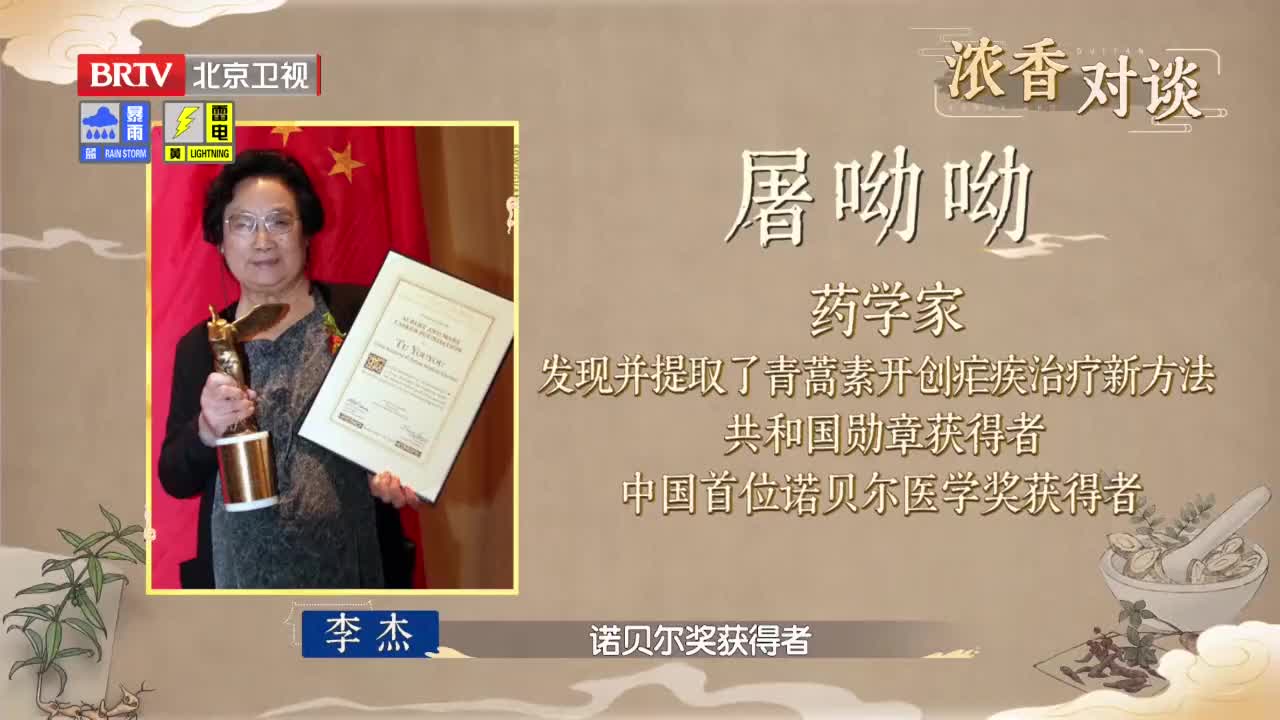 BRTV 北京卫视
暴雨
蓝 RAIN STORM
雷电
黄 LIGHTNING
浓香对谈
屠呦呦
药学家
发现并提取了青蒿素开创疟疾治疗新方法
共和国勋章获得者
中国首位诺贝尔医学奖获得者
ALBERT AND MARY
LASKER FOUNDATION
TU YOUYOU
李杰
诺贝尔奖获得者